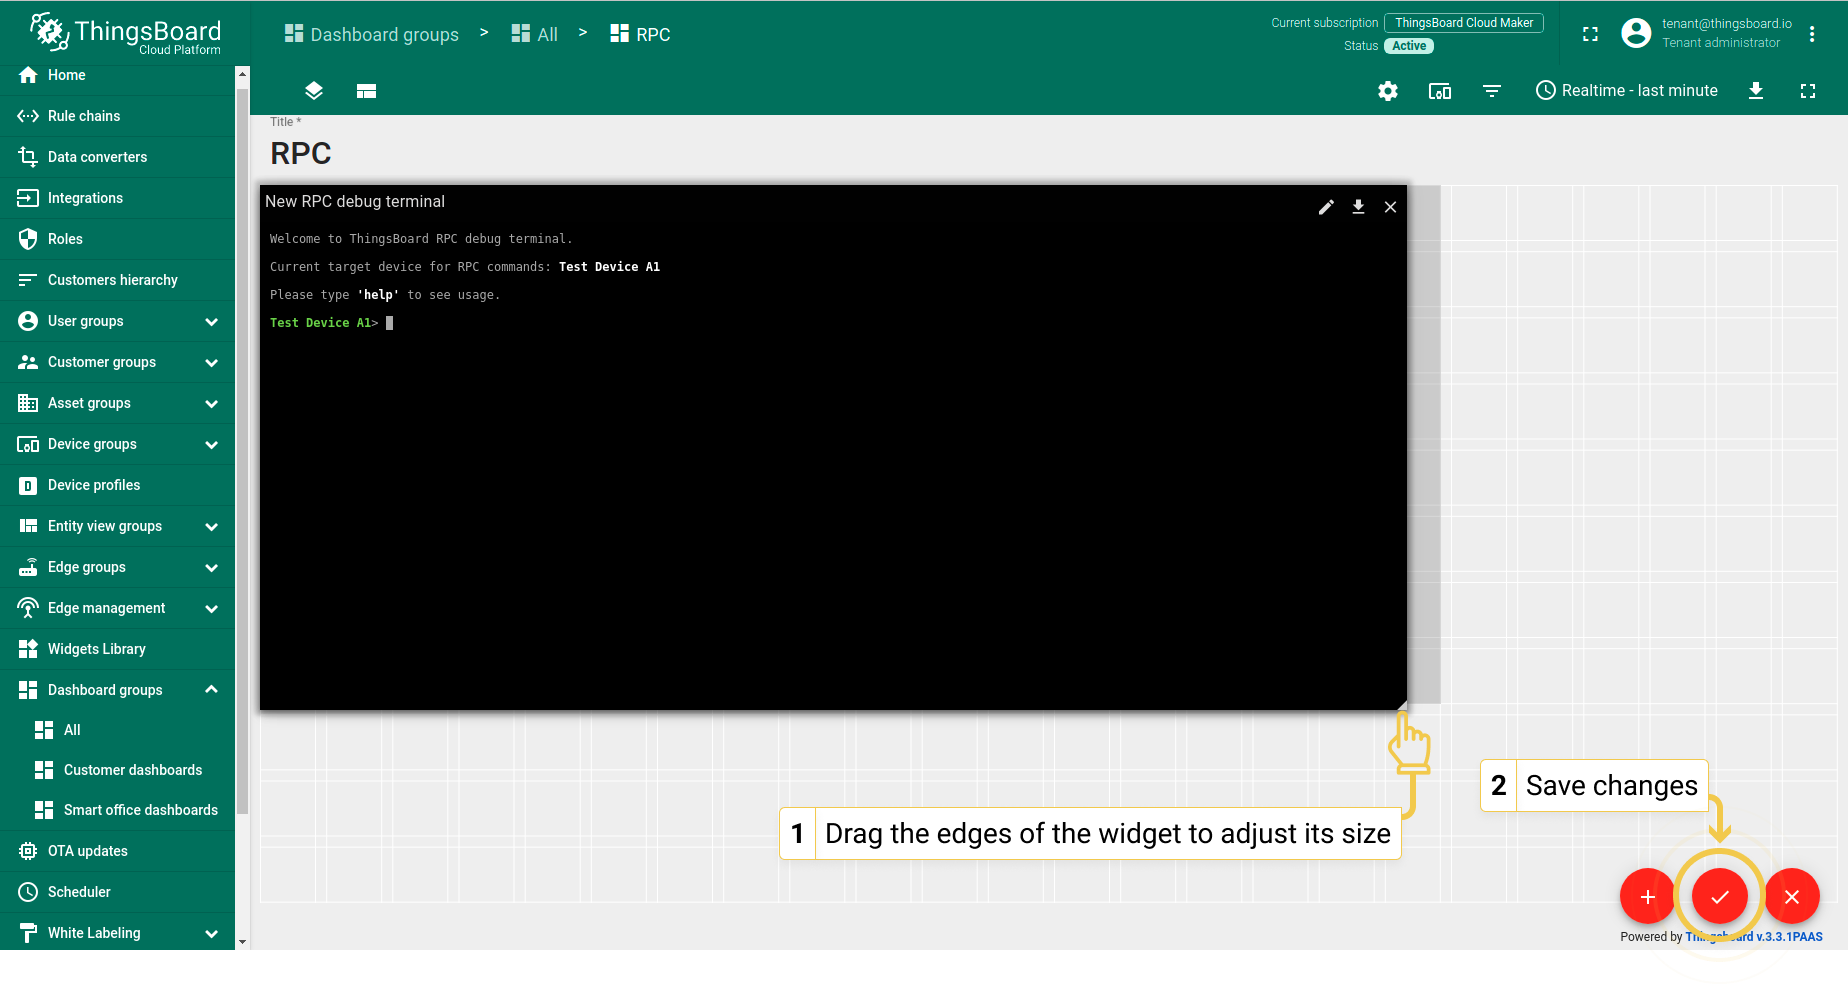 ThingsBoard
Cloud Platform
Dashboard groups > All > RPC
Current subscription ThingsBoard Cloud Maker
Status Active
tenant@thingsboard.io
Tenant administrator
Home
Rule chains
Data converters
Integrations
Roles
Customers hierarchy
User groups
Customer groups
Asset groups
Device groups
Device profiles
Entity view groups
Edge groups
Edge management
Widgets Library
Dashboard groups
All
Customer dashboards
Smart office dashboards
OTA updates
Scheduler
White Labeling
Realtime - last minute
Title *
RPC
New RPC debug terminal
Welcome to ThingsBoard RPC debug terminal.
Current target device for RPC commands: Test Device A1
Please type 'help' to see usage.
Test Device A1>
1 Drag the edges of the widget to adjust its size
2 Save changes
Powered by Thingsboard v.3.3.1PAAS